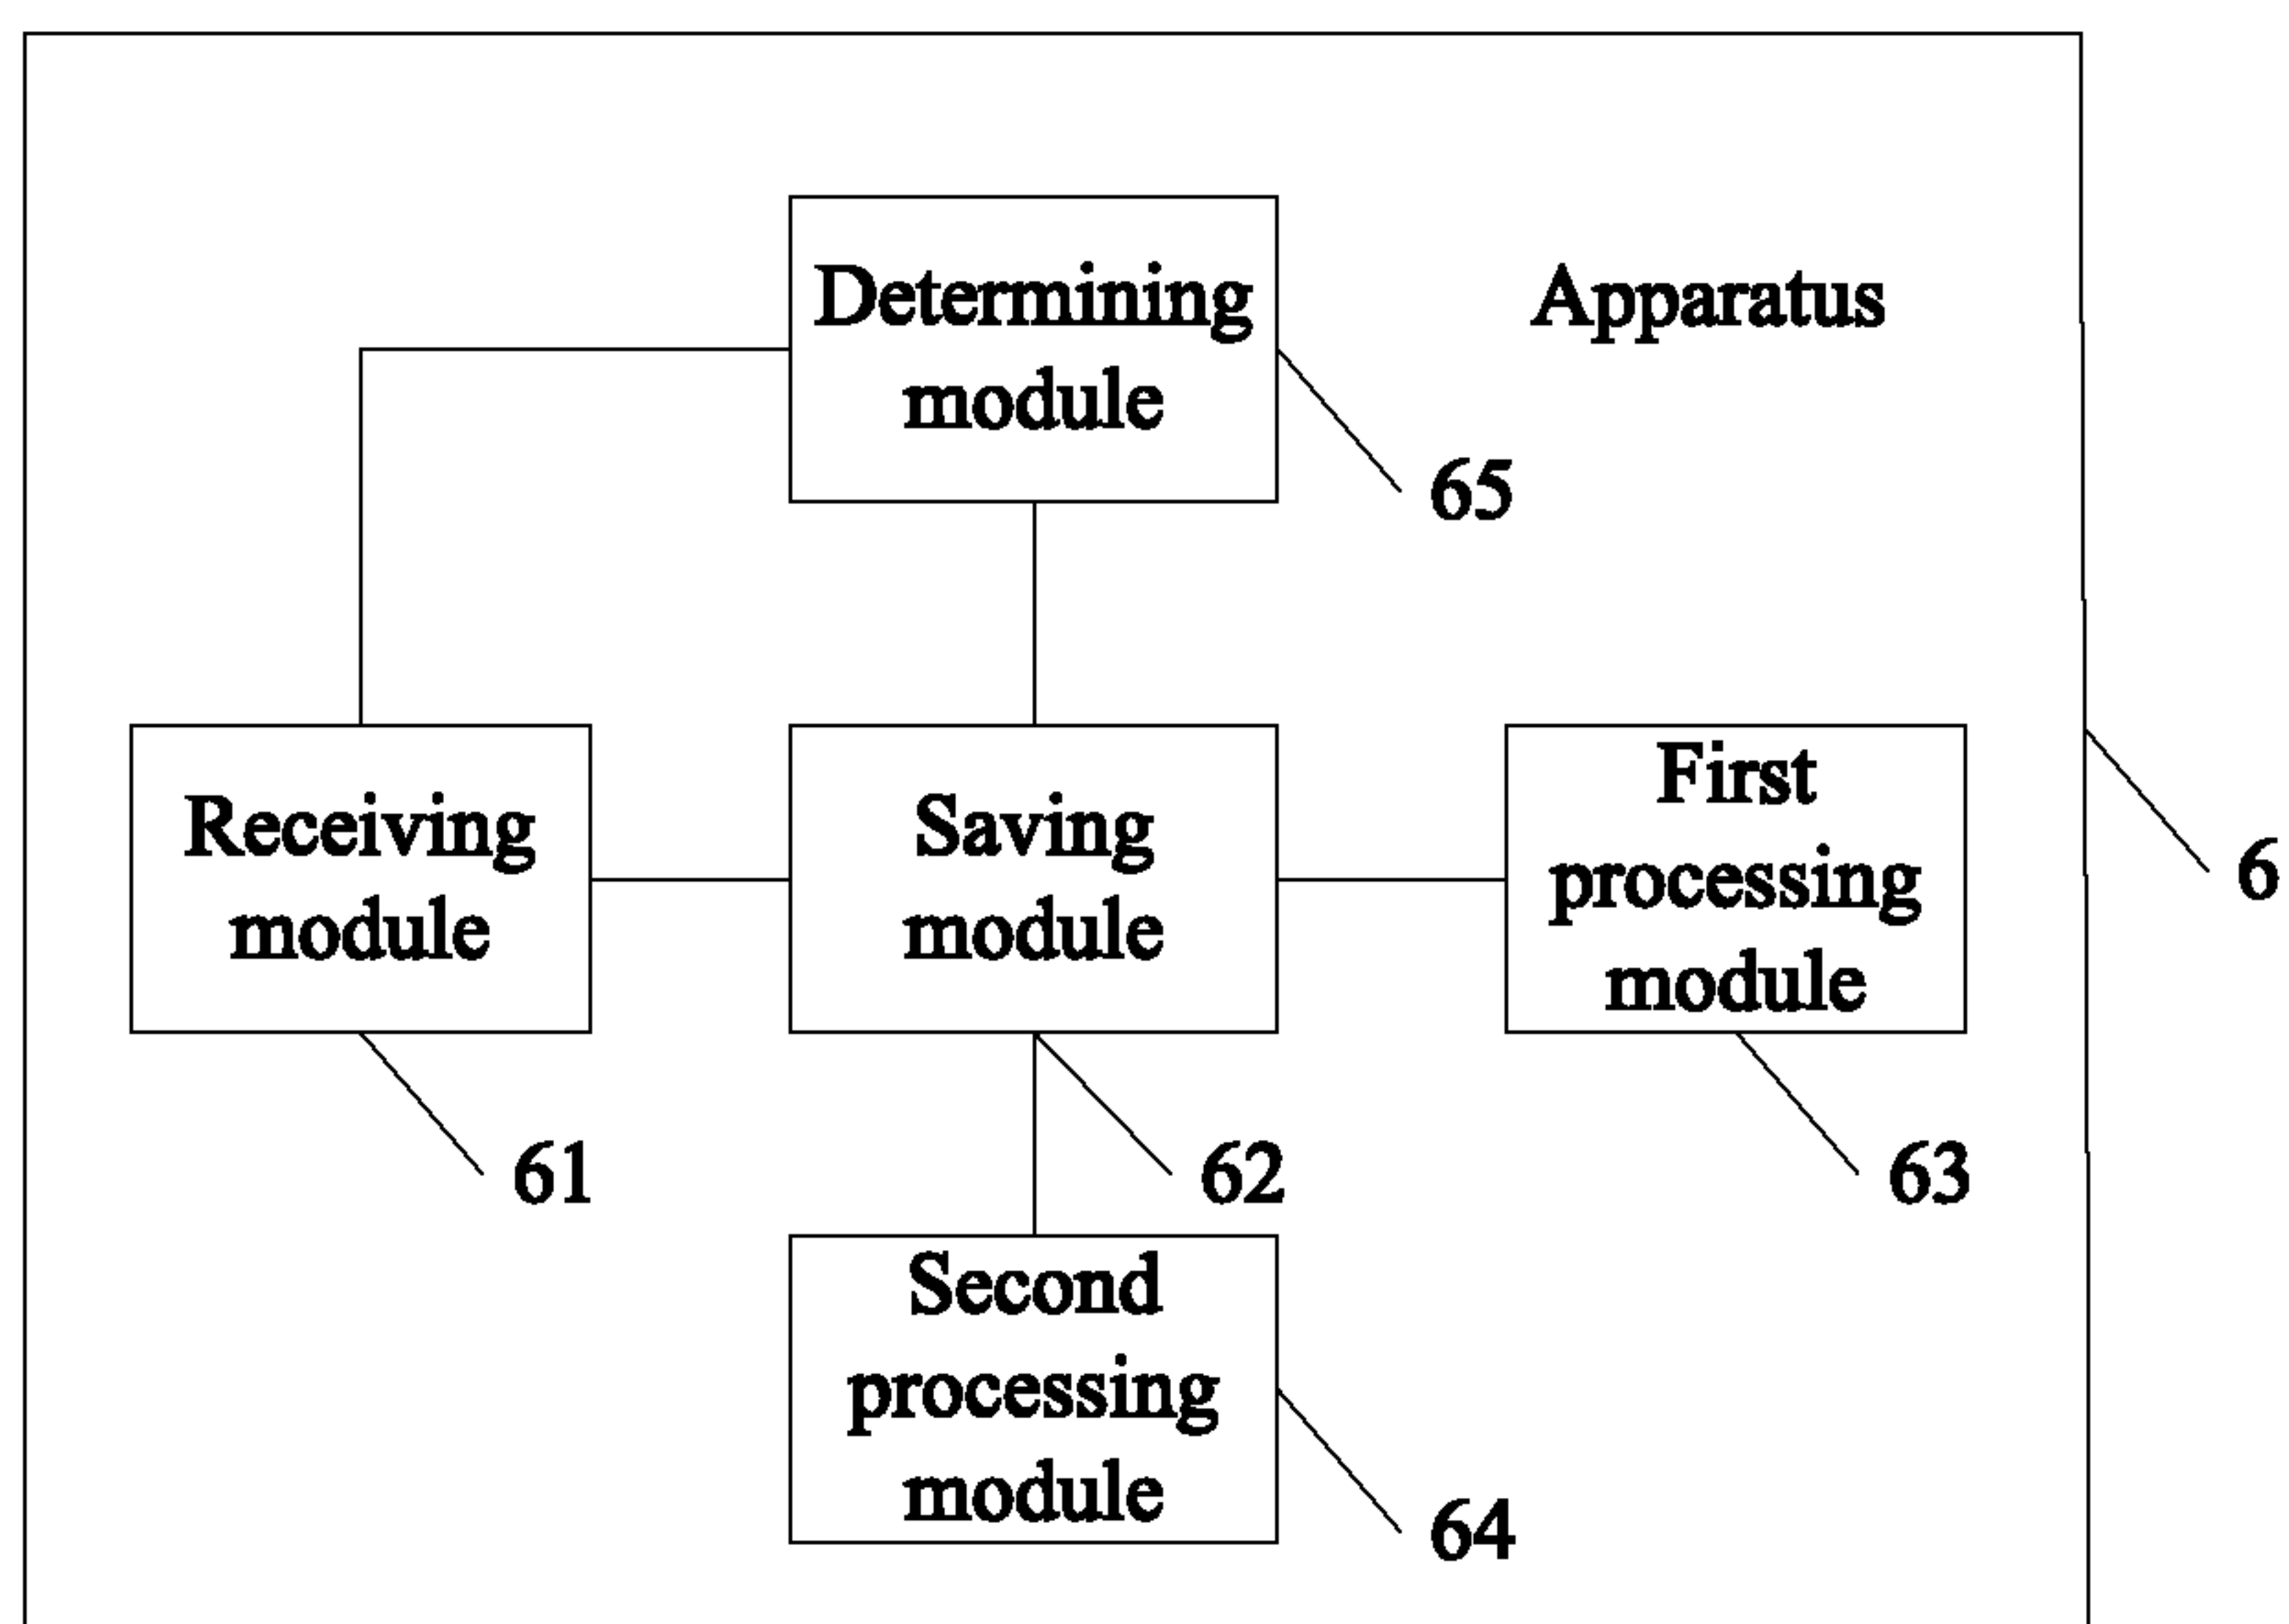 Determining
module
Apparatus
65
Receiving
module
Saving
module
First
processing
module
6
61
62
63
Second
processing
module
64